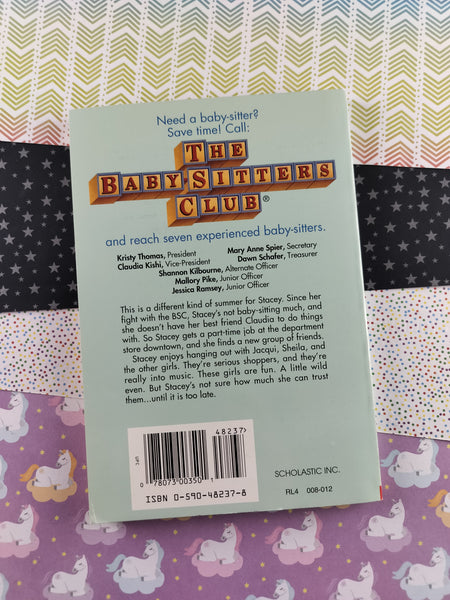 Need a baby-sitter?
Save time! Call:
THE
BABY-SITTERS
CLUB®
and reach seven experienced baby-sitters.
Kristy Thomas, President
Mary Anne Spier, Secretary
Claudia Kishi, Vice-President
Dawn Schafer, Treasurer
Shannon Kilbourne, Alternate Officer
Mallory Pike, Junior Officer
Jessica Ramsey, Junior Officer
This is a different kind of summer for Stacey. Since her
fight with the BSC, Stacey's not baby-sitting much, and
she doesn't have her best friend Claudia to do things
with. So Stacey gets a part-time job at the department
store downtown, and she finds a new group of friends.
Stacey enjoys hanging out with Jacqui, Sheila, and
the other girls. They're serious shoppers, and they're
really into music. These girls are fun. A little wild
even. But Stacey's not sure how much she can trust
them...until it is too late.
48237>
UPC
0 78073 00350 1
ISBN 0-590-48237-8
SCHOLASTIC INC.
RL4 008-012